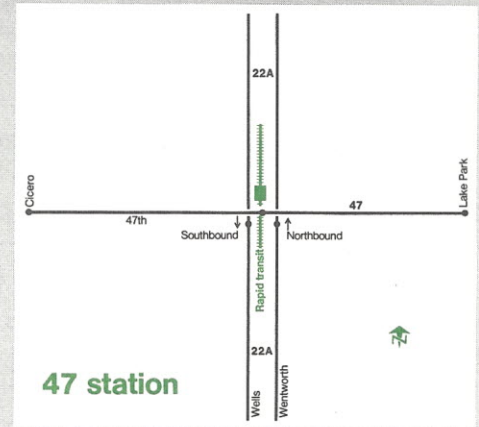 22A
Cicero
Lake Park
47th
47
Southbound
Northbound
Rapid transit
N
22A
47 station
Wells
Wentworth